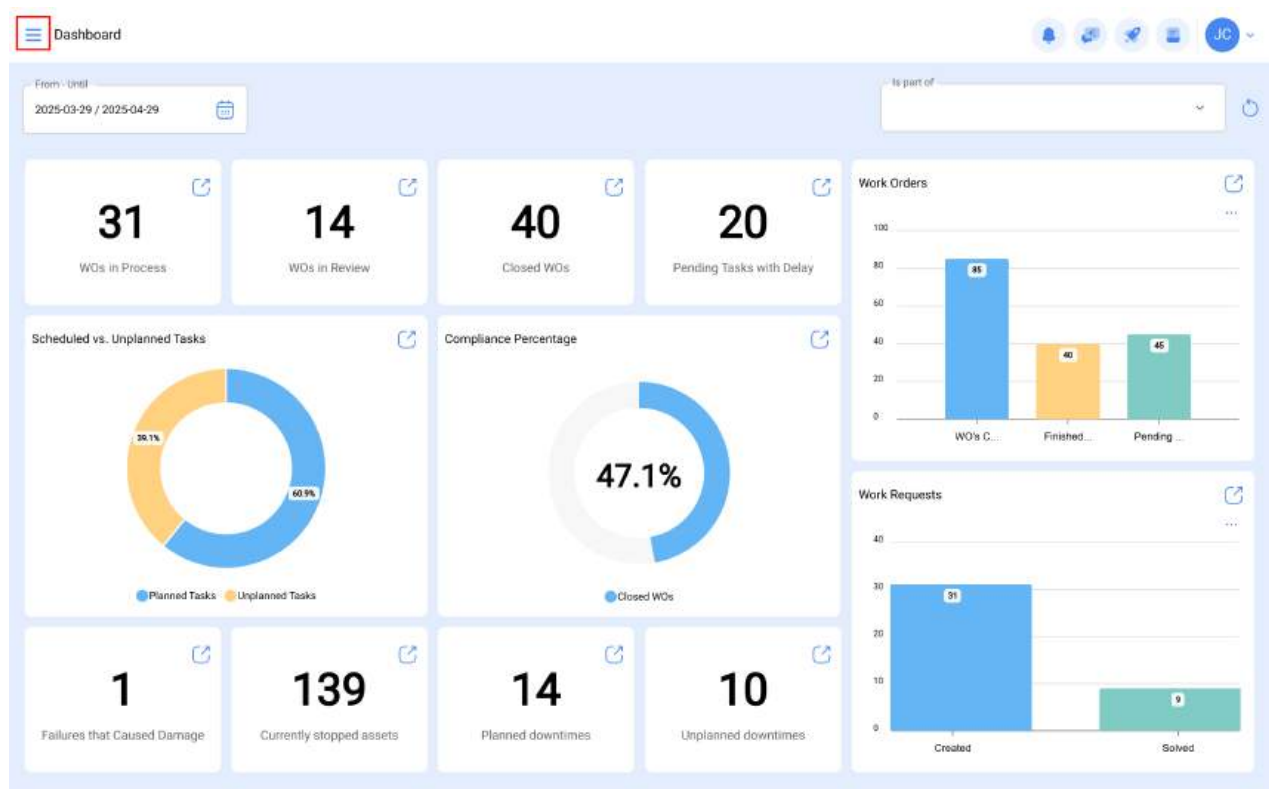 Dashboard
JC
From - Until
2025-03-29 / 2025-04-29
Is part of
31
WOs in Process
14
WOs in Review
40
Closed WOs
20
Pending Tasks with Delay
Work Orders
...
100
80
60
40
20
0
85
40
45
WO's C...
Finished...
Pending ...
Scheduled vs. Unplanned Tasks
39.1%
60.9%
Planned Tasks Unplanned Tasks
Compliance Percentage
47.1%
Closed WOs
Work Requests
...
40
30
20
10
0
31
9
Created
Solved
1
Failures that Caused Damage
139
Currently stopped assets
14
Planned downtimes
10
Unplanned downtimes